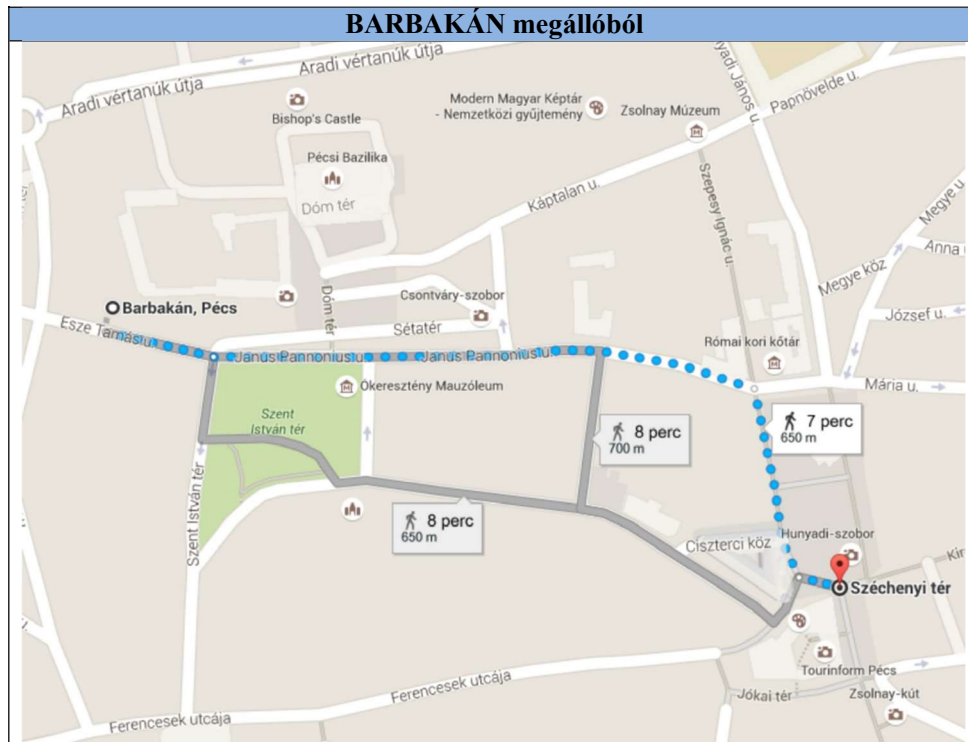 BARBAKÁN megállóból
Aradi vértanúk útja
Aradi vértanúk útja
Bishop's Castle
Modern Magyar Képtár
- Nemzetközi gyűjtemény
Zsolnay Múzeum
Papnövelde u.
Pécsi Bazilika
Dóm tér
Káptalan u.
Szepesy Ignác u.
Megye u.
Anna u.
Megye köz
József u.
Barbakán, Pécs
Dóm tér
Csontváry-szobor
Sétatér
Esze Tamás u.
Janus Pannonius u.
Janus Pannonius u.
Római kori kőtár
Mária u.
Ókeresztény Mauzóleum
Szent
István tér
7 perc
650 m
8 perc
700 m
Szent István tér
8 perc
650 m
Ciszterci köz
Hunyadi-szobor
Széchenyi tér
Tourinform Pécs
Ferencesek utcája
Ferencesek utcája
Jókai tér
Zsolnay-kút